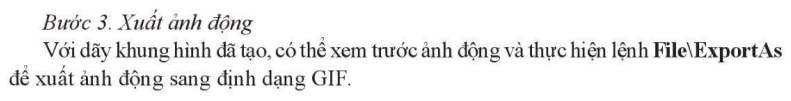 Bước 3. Xuất ảnh động
Với dãy khung hình đã tạo, có thể xem trước ảnh động và thực hiện lệnh File\ExportAs
để xuất ảnh động sang định dạng GIF.